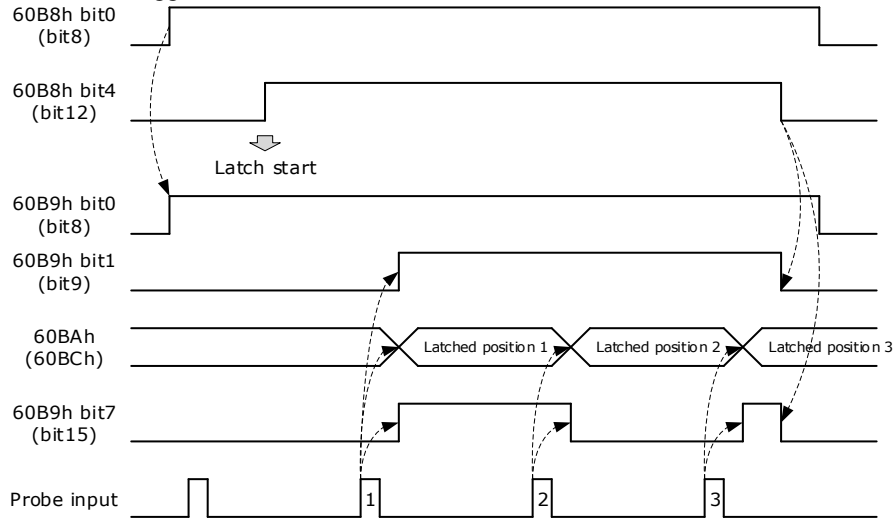 60B8h bit0
(bit8)
60B8h bit4
(bit12)
Latch start
60B9h bit0
(bit8)
60B9h bit1
(bit9)
60BAh
(60BCh)
Latched position 1
Latched position 2
Latched position 3
60B9h bit7
(bit15)
Probe input
1
2
3